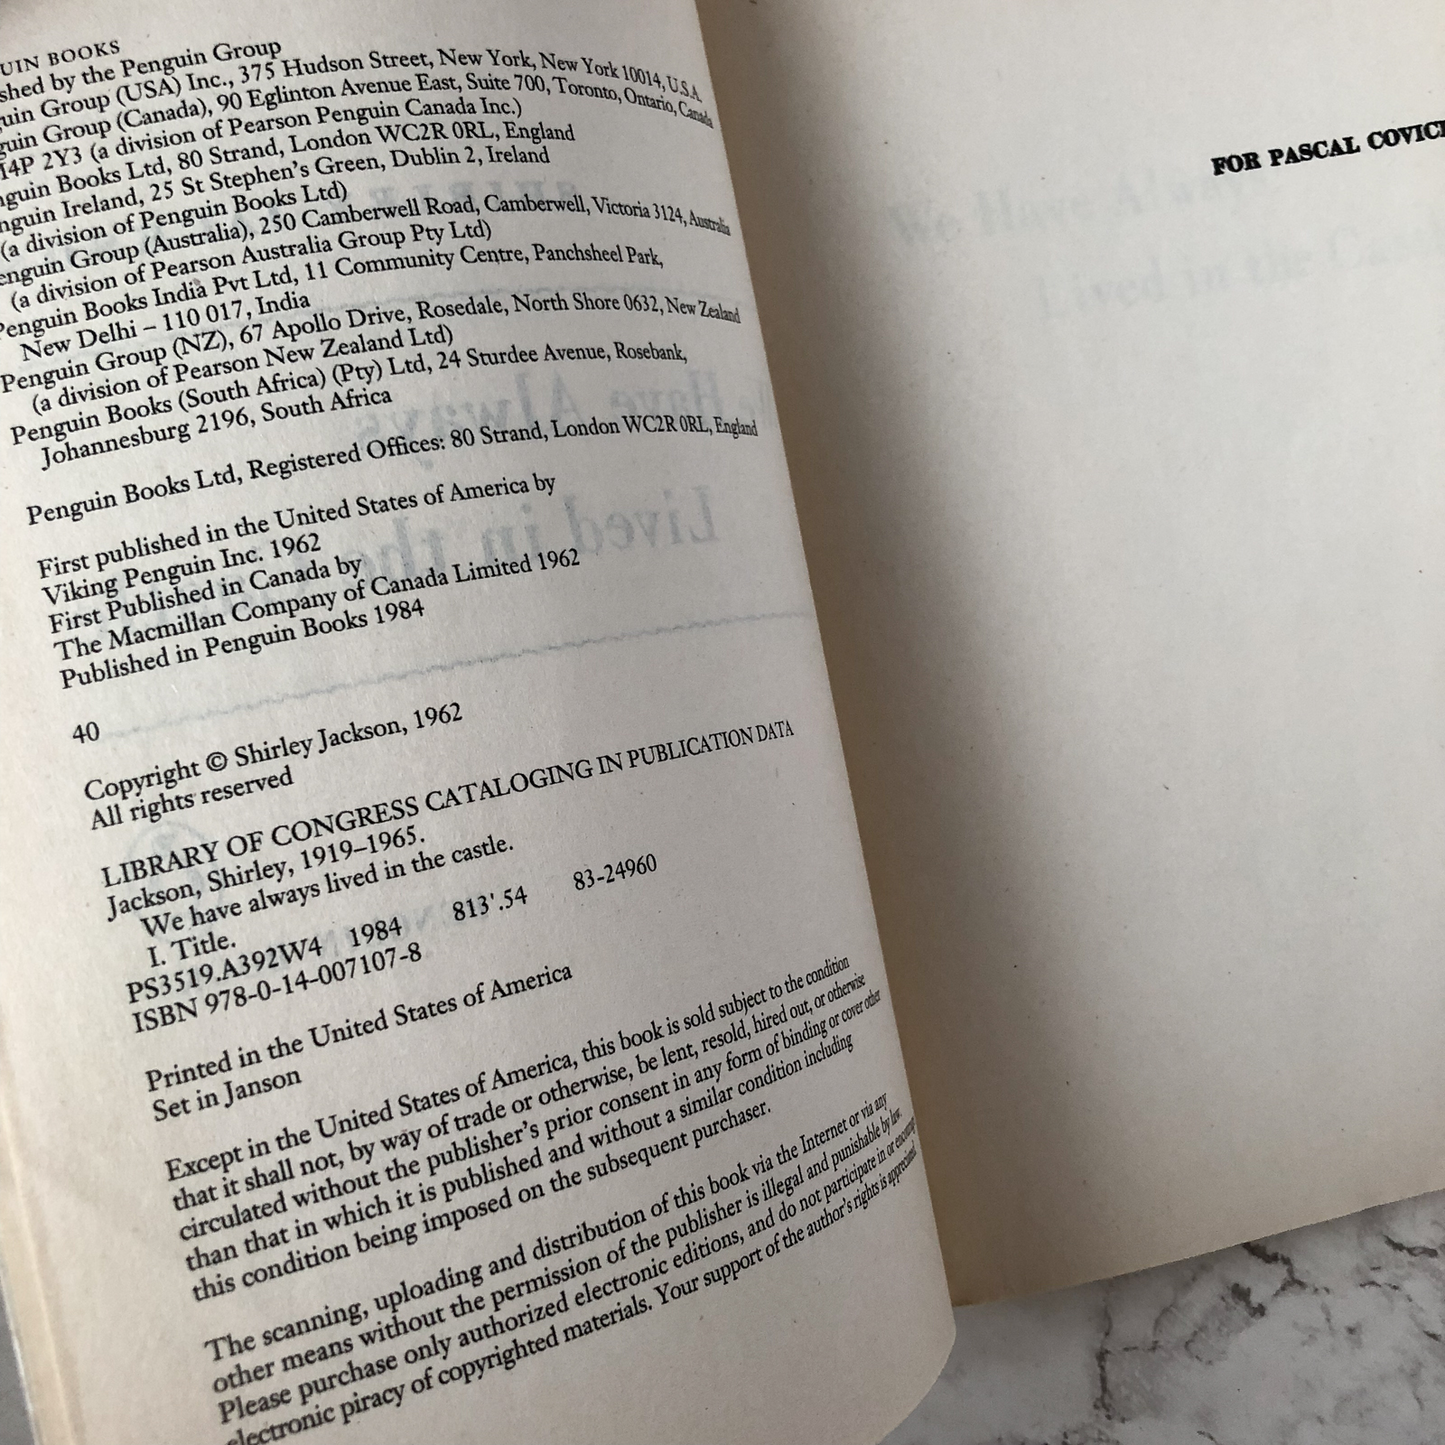 UIN BOOKS
shed by the Penguin Group
uin Group (USA) Inc., 375 Hudson Street, New York, New York 10014, U.S.A.
guin Group (Canada), 90 Eglinton Avenue East, Suite 700, Toronto, Ontario, Canada
M4P 2Y3 (a division of Pearson Penguin Canada Inc.)
nguin Books Ltd, 80 Strand, London WC2R 0RL, England
nguin Ireland, 25 St Stephen's Green, Dublin 2, Ireland
(a division of Penguin Books Ltd)
enguin Group (Australia), 250 Camberwell Road, Camberwell, Victoria 3124, Australia
(a division of Pearson Australia Group Pty Ltd)
Penguin Books India Pvt Ltd, 11 Community Centre, Panchsheel Park,
New Delhi – 110 017, India
Penguin Group (NZ), 67 Apollo Drive, Rosedale, North Shore 0632, New Zealand
(a division of Pearson New Zealand Ltd)
Penguin Books (South Africa) (Pty) Ltd, 24 Sturdee Avenue, Rosebank,
Johannesburg 2196, South Africa
Penguin Books Ltd, Registered Offices: 80 Strand, London WC2R 0RL, England
First published in the United States of America by
Viking Penguin Inc. 1962
First Published in Canada by
The Macmillan Company of Canada Limited 1962
Published in Penguin Books 1984
40
Copyright © Shirley Jackson, 1962
All rights reserved
LIBRARY OF CONGRESS CATALOGING IN PUBLICATION DATA
Jackson, Shirley, 1919–1965.
We have always lived in the castle.
I. Title.
PS3519.A392W4 1984 813'.54 83-24960
ISBN 978-0-14-007107-8
Printed in the United States of America
Set in Janson
Except in the United States of America, this book is sold subject to the condition
that it shall not, by way of trade or otherwise, be lent, resold, hired out, or otherwise
circulated without the publisher's prior consent in any form of binding or cover other
than that in which it is published and without a similar condition including
this condition being imposed on the subsequent purchaser.
The scanning, uploading and distribution of this book via the Internet or via any
other means without the permission of the publisher is illegal and punishable by law.
Please purchase only authorized electronic editions, and do not participate in or encourage
electronic piracy of copyrighted materials. Your support of the author's rights is appreciated.
FOR PASCAL COVICI